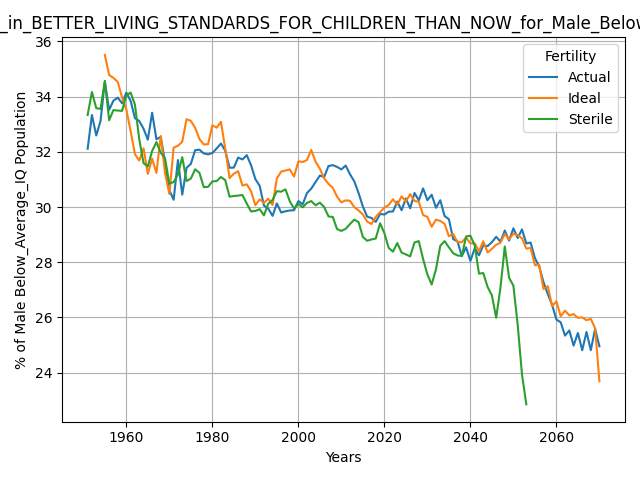 _in_BETTER_LIVING_STANDARDS_FOR_CHILDREN_THAN_NOW_for_Male_Below
% of Male Below_Average_IQ Population
36
34
32
30
28
26
24
Fertility
Actual
Ideal
Sterile
1960 1980 2000 2020 2040 2060
Years